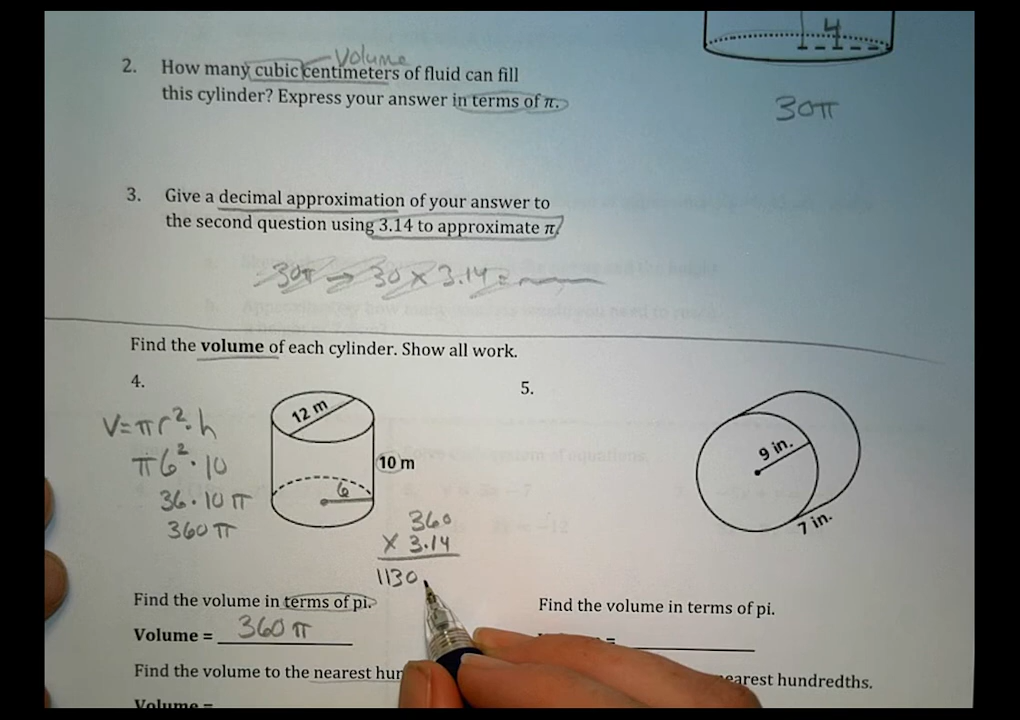 4
Volume
2. How many cubic centimeters of fluid can fill
this cylinder? Express your answer in terms of π.
30π
3. Give a decimal approximation of your answer to
the second question using 3.14 to approximate π.
30π → 30 × 3.14 =
Find the volume of each cylinder. Show all work.
4.
V=πr²·h
π6²·10
36·10π
360π
12 m
10 m
6
360
× 3.14
1130
Find the volume in terms of pi.
Volume = 360π
Find the volume to the nearest hun
Volume =
5.
9 in.
7 in.
Find the volume in terms of pi.
=
earest hundredths.